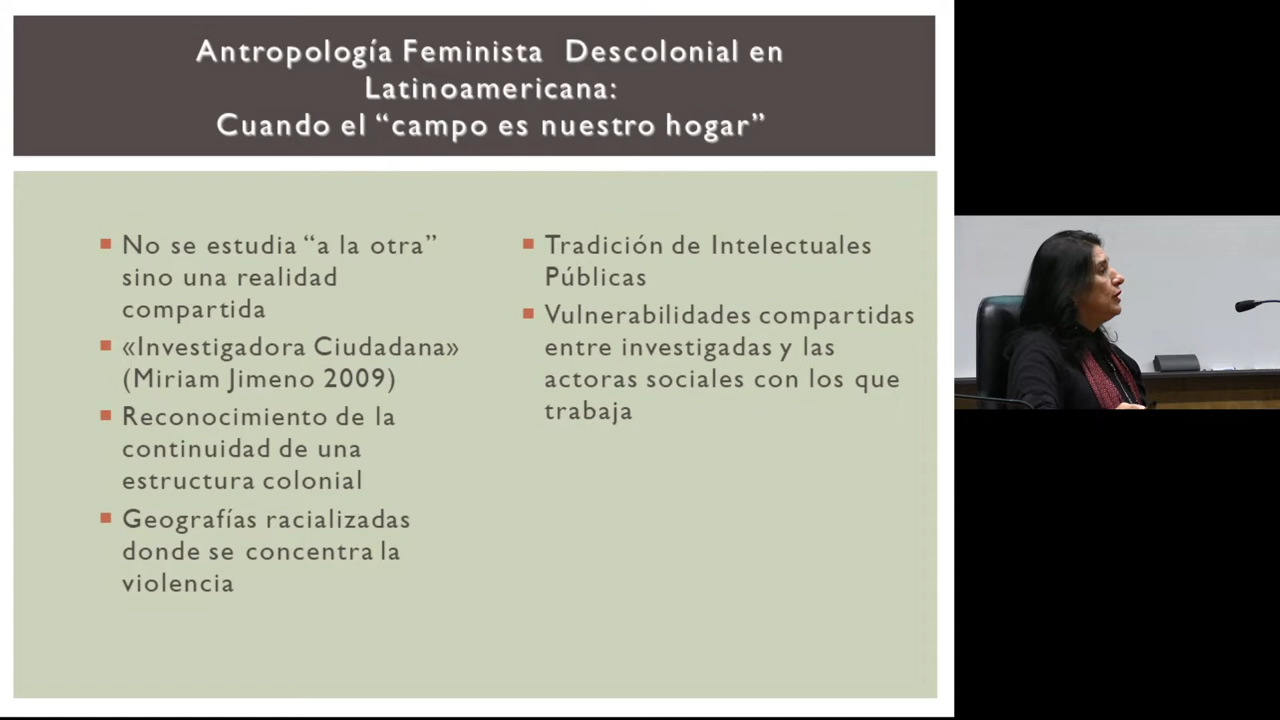 Antropología Feminista Descolonial en
Latinoamericana:
Cuando el “campo es nuestro hogar”
▪ No se estudia “a la otra”
sino una realidad
compartida
▪ «Investigadora Ciudadana»
(Miriam Jimeno 2009)
▪ Reconocimiento de la
continuidad de una
estructura colonial
▪ Geografías racializadas
donde se concentra la
violencia
▪ Tradición de Intelectuales
Públicas
▪ Vulnerabilidades compartidas
entre investigadas y las
actoras sociales con los que
trabaja